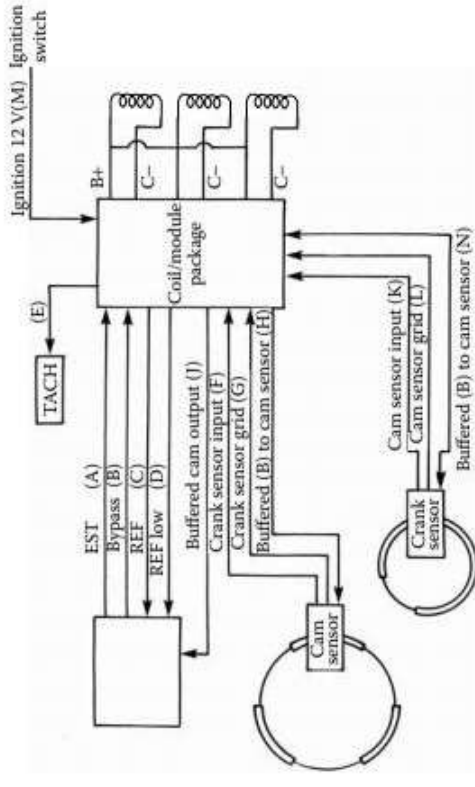 Ignition 12 V(M) Ignition
switch
B+
C−
C−
C−
(E)
TACH
Coil/module
package
EST (A)
Bypass (B)
REF (C)
REF low (D)
Buffered cam output (J)
Crank sensor input (F)
Crank sensor grid (G)
Buffered (B) to cam sensor (H)
Cam sensor input (K)
Cam sensor grid (L)
Buffered (B) to cam sensor (N)
Cam
sensor
Crank
sensor